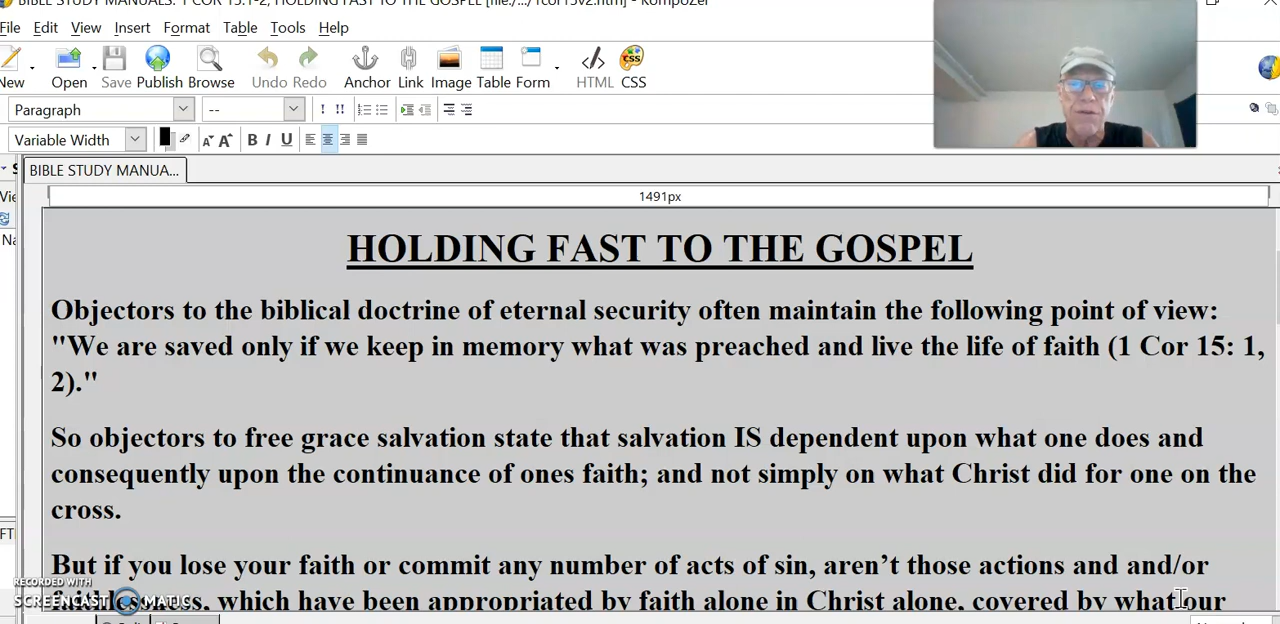 BIBLE STUDY MANUALS: 1 COR 15:1-2, HOLDING FAST TO THE GOSPEL [file:/.../1cor15v2.htm] - KompoZer
File Edit View Insert Format Table Tools Help
New Open Save Publish Browse Undo Redo Anchor Link Image Table Form HTML CSS
Paragraph --
Variable Width B I U
BIBLE STUDY MANUA...
1491px
HOLDING FAST TO THE GOSPEL
Objectors to the biblical doctrine of eternal security often maintain the following point of view:
"We are saved only if we keep in memory what was preached and live the life of faith (1 Cor 15: 1,
2)."
So objectors to free grace salvation state that salvation IS dependent upon what one does and
consequently upon the continuance of ones faith; and not simply on what Christ did for one on the
cross.
But if you lose your faith or commit any number of acts of sin, aren't those actions and and/or
which have been appropriated by faith alone in Christ alone, covered by what our
RECORDED WITH
SCREENCAST MATIC